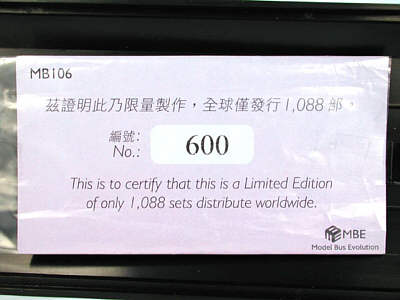 MB106
茲證明此乃限量製作，全球僅發行1,088部。
編號：
No.: 600
This is to certify that this is a Limited Edition
of only 1,088 sets distribute worldwide.
MBE
Model Bus Evolution